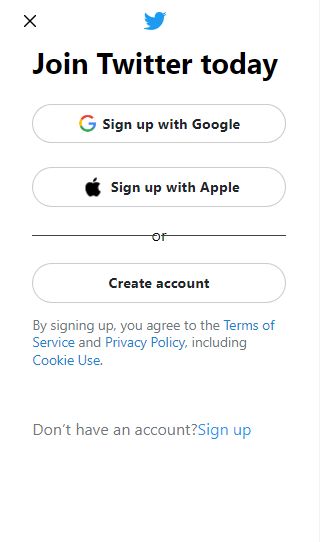 Join Twitter today
Sign up with Google
Sign up with Apple
or
Create account
By signing up, you agree to the Terms of
Service and Privacy Policy, including
Cookie Use.
Don’t have an account?Sign up